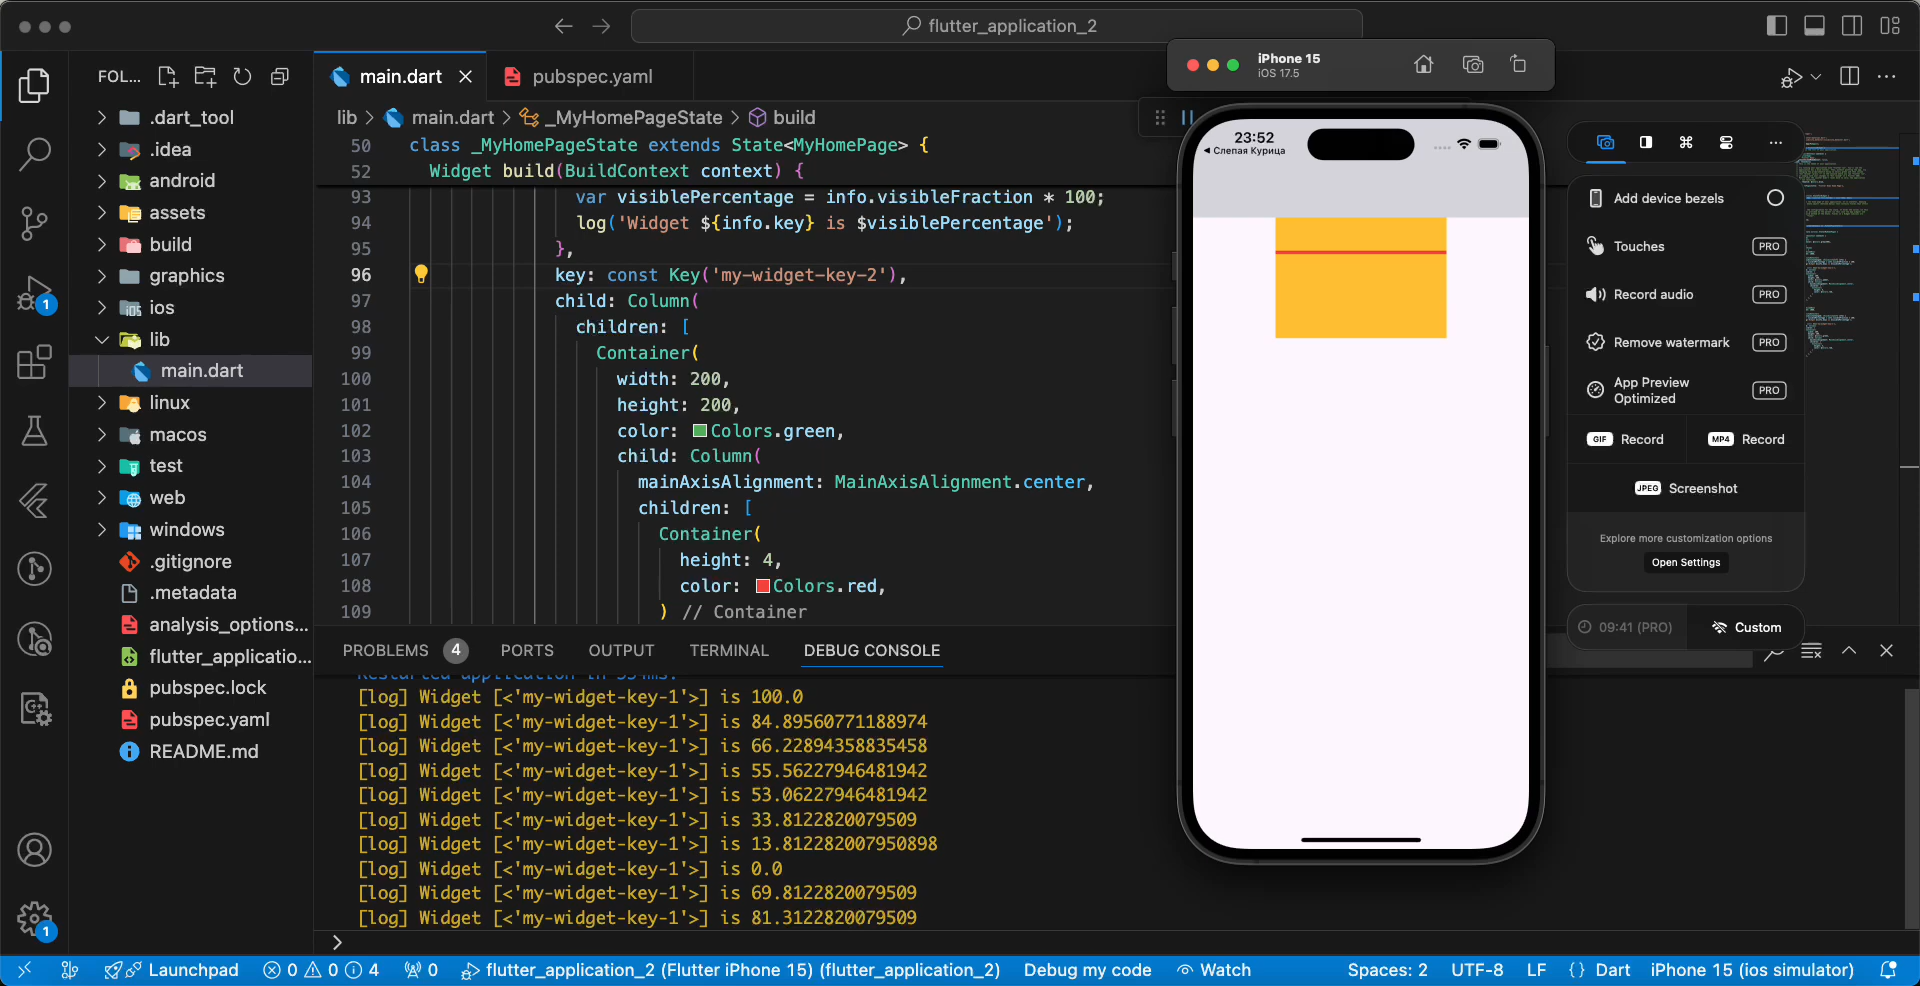 flutter_application_2
FOL...
main.dart
pubspec.yaml
iPhone 15
iOS 17.5
lib > main.dart > _MyHomePageState > build
.dart_tool
.idea
android
assets
build
graphics
ios
lib
main.dart
linux
macos
test
web
windows
.gitignore
.metadata
analysis_options...
flutter_applicatio...
pubspec.lock
pubspec.yaml
README.md
1
1
50 class _MyHomePageState extends State<MyHomePage> {
52 Widget build(BuildContext context) {
93 var visiblePercentage = info.visibleFraction * 100;
94 log('Widget ${info.key} is $visiblePercentage');
95 },
96 key: const Key('my-widget-key-2'),
97 child: Column(
98 children: [
99 Container(
100 width: 200,
101 height: 200,
102 color: Colors.green,
103 child: Column(
104 mainAxisAlignment: MainAxisAlignment.center,
105 children: [
106 Container(
107 height: 4,
108 color: Colors.red,
109 ) // Container
23:52
Слепая Курица
Add device bezels
Touches PRO
Record audio PRO
Remove watermark PRO
App Preview
Optimized PRO
GIF Record MP4 Record
JPEG Screenshot
Explore more customization options
Open Settings
09:41 (PRO) Custom
PROBLEMS 4 PORTS OUTPUT TERMINAL DEBUG CONSOLE
[log] Widget [<'my-widget-key-1'>] is 100.0
[log] Widget [<'my-widget-key-1'>] is 84.89560771188974
[log] Widget [<'my-widget-key-1'>] is 66.22894358835458
[log] Widget [<'my-widget-key-1'>] is 55.56227946481942
[log] Widget [<'my-widget-key-1'>] is 53.06227946481942
[log] Widget [<'my-widget-key-1'>] is 33.8122820079509
[log] Widget [<'my-widget-key-1'>] is 13.812282007950898
[log] Widget [<'my-widget-key-1'>] is 0.0
[log] Widget [<'my-widget-key-1'>] is 69.8122820079509
[log] Widget [<'my-widget-key-1'>] is 81.3122820079509
Launchpad 0 0 4 0 flutter_application_2 (Flutter iPhone 15) (flutter_application_2) Debug my code Watch Spaces: 2 UTF-8 LF {} Dart iPhone 15 (ios simulator)